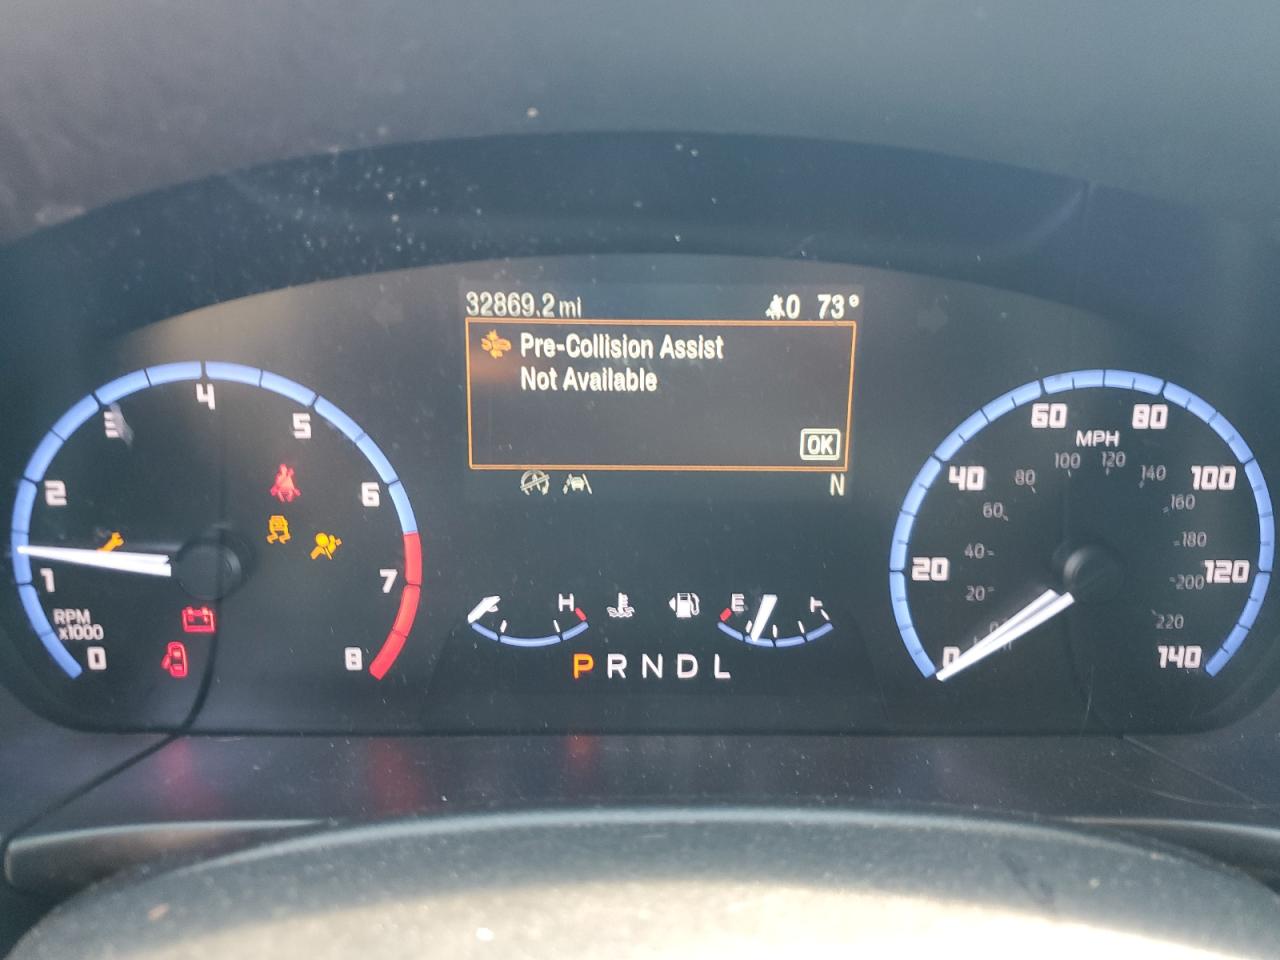 32869.2 mi 0 73°
Pre-Collision Assist
Not Available
OK
N
0 1 2 3 4 5 6 7 8
RPM
x1000
H
E
P R N D L
0 20 40 60 80 100 120 140
MPH
20 40 60 80 100 120 140 160 180 200 220